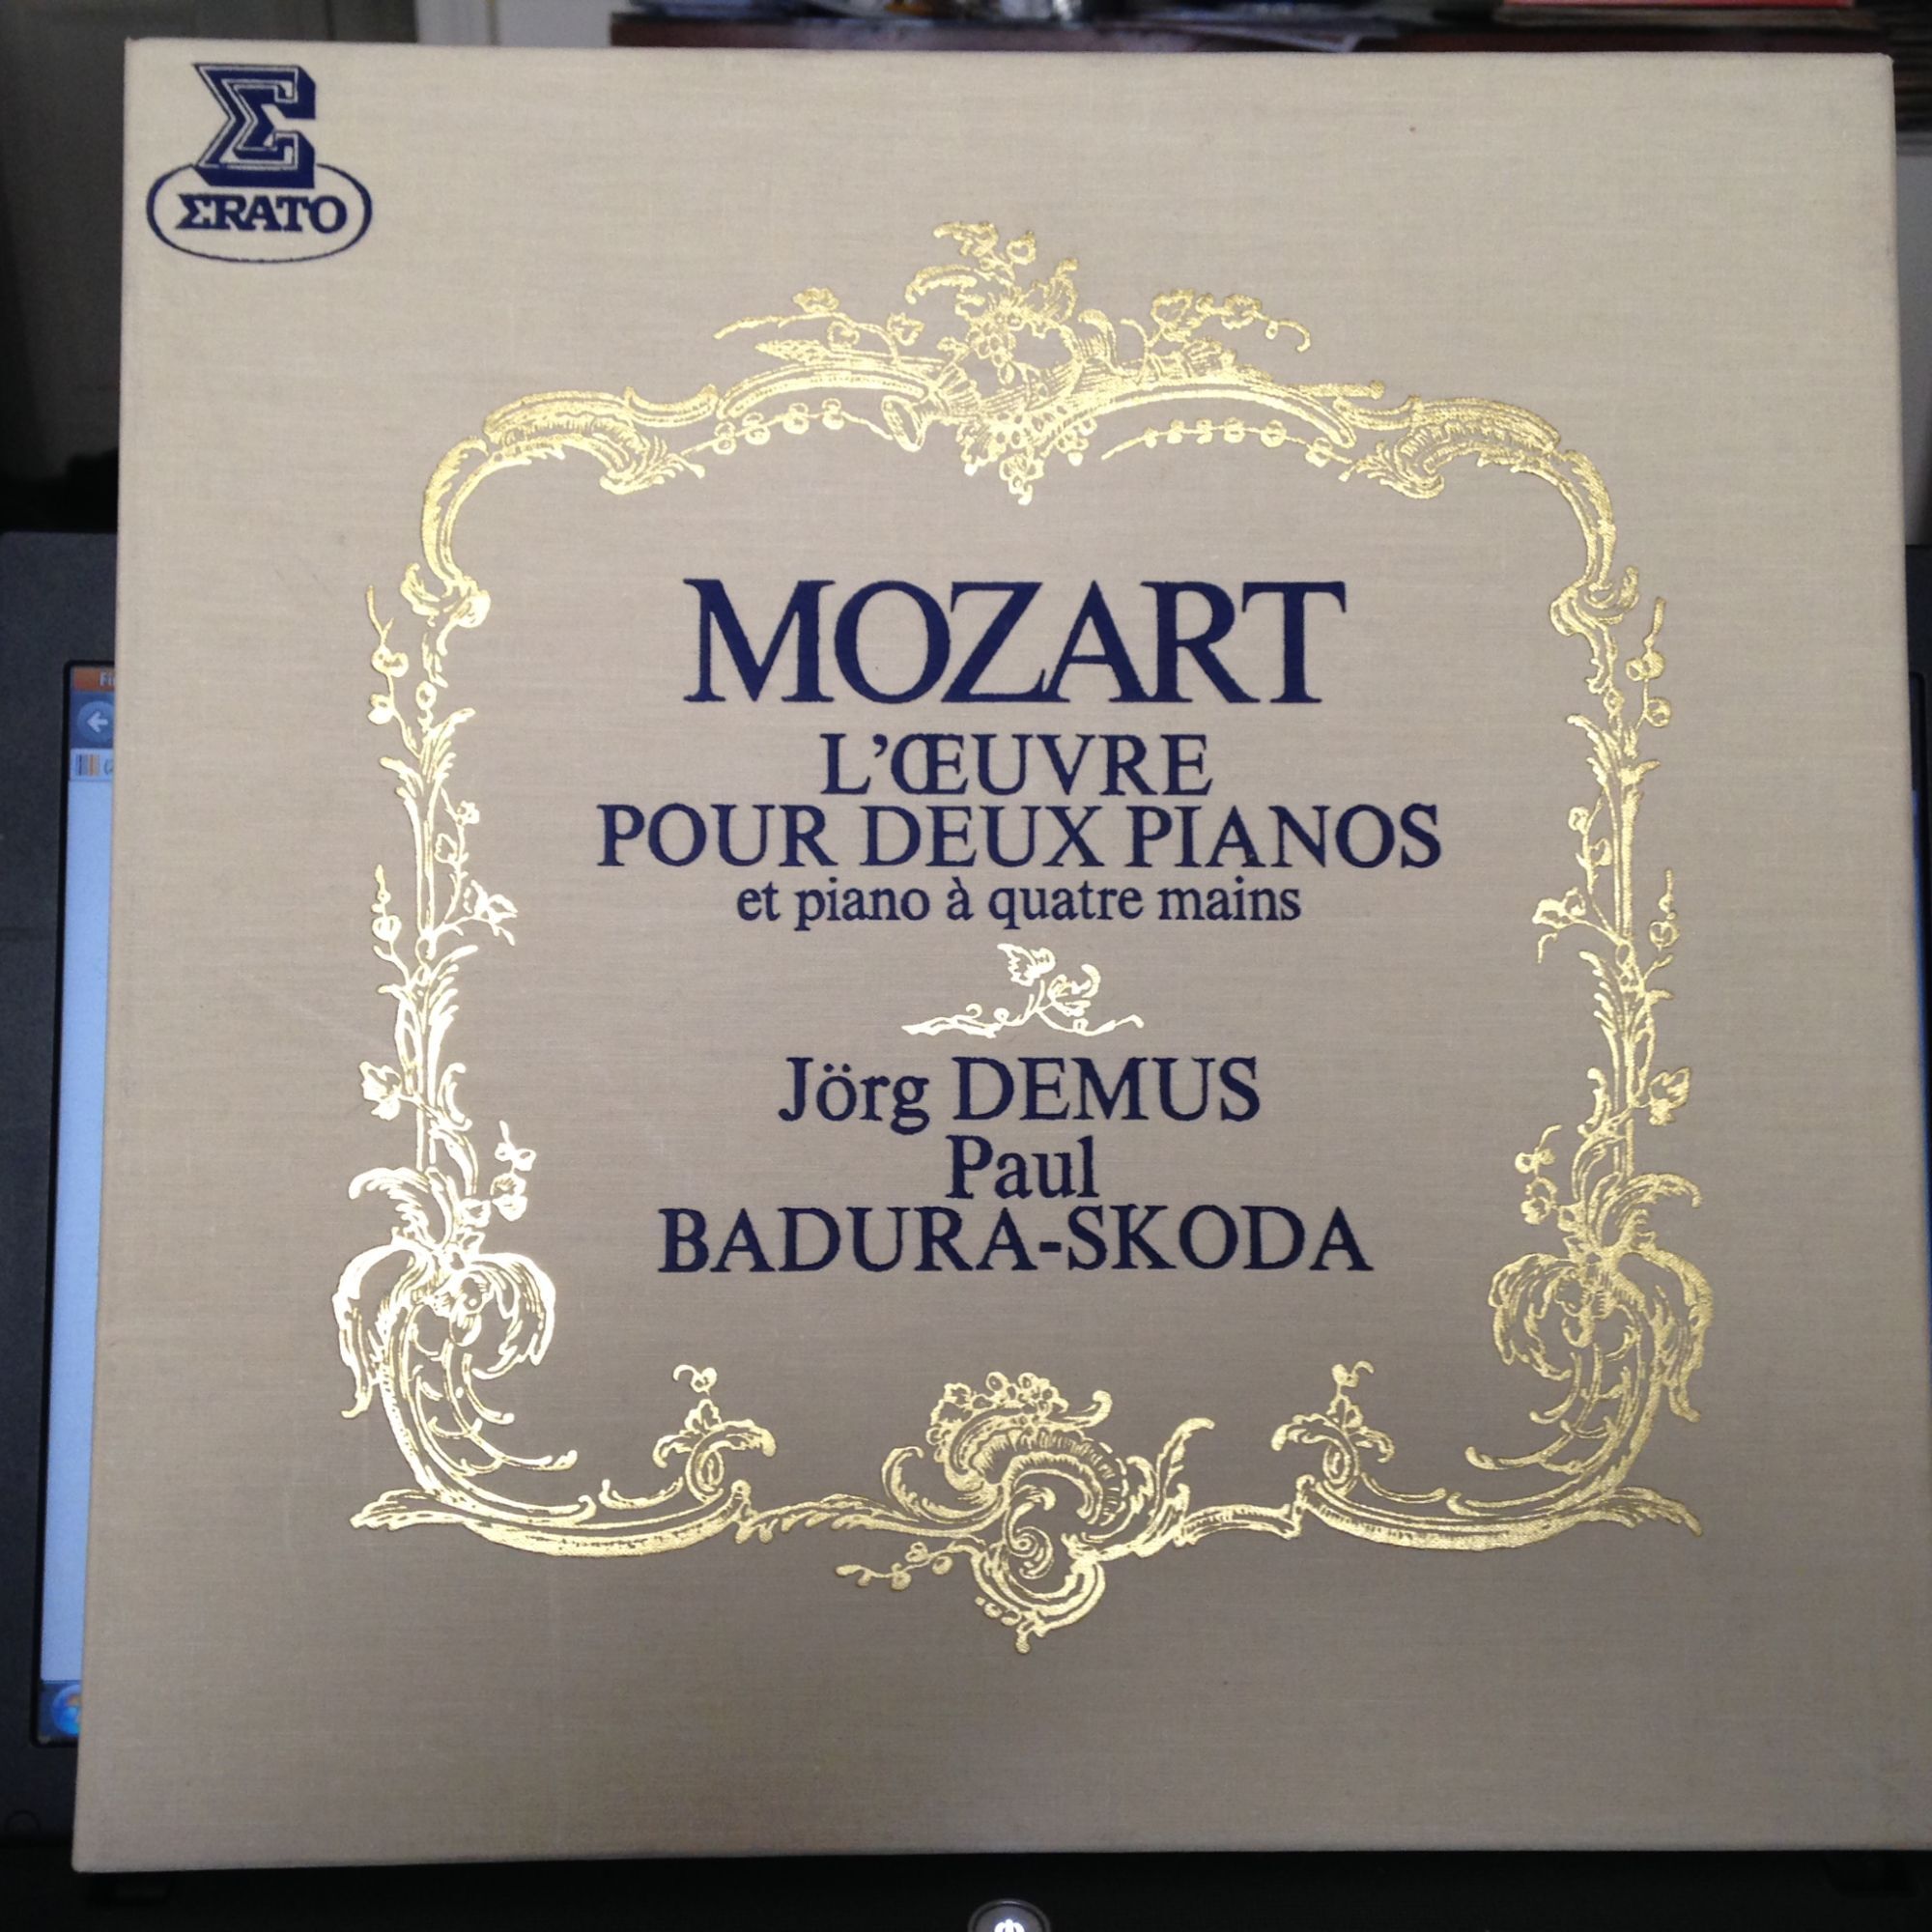 ΣRATO
MOZART
L'ŒUVRE
POUR DEUX PIANOS
et piano à quatre mains
Jörg DEMUS
Paul
BADURA-SKODA